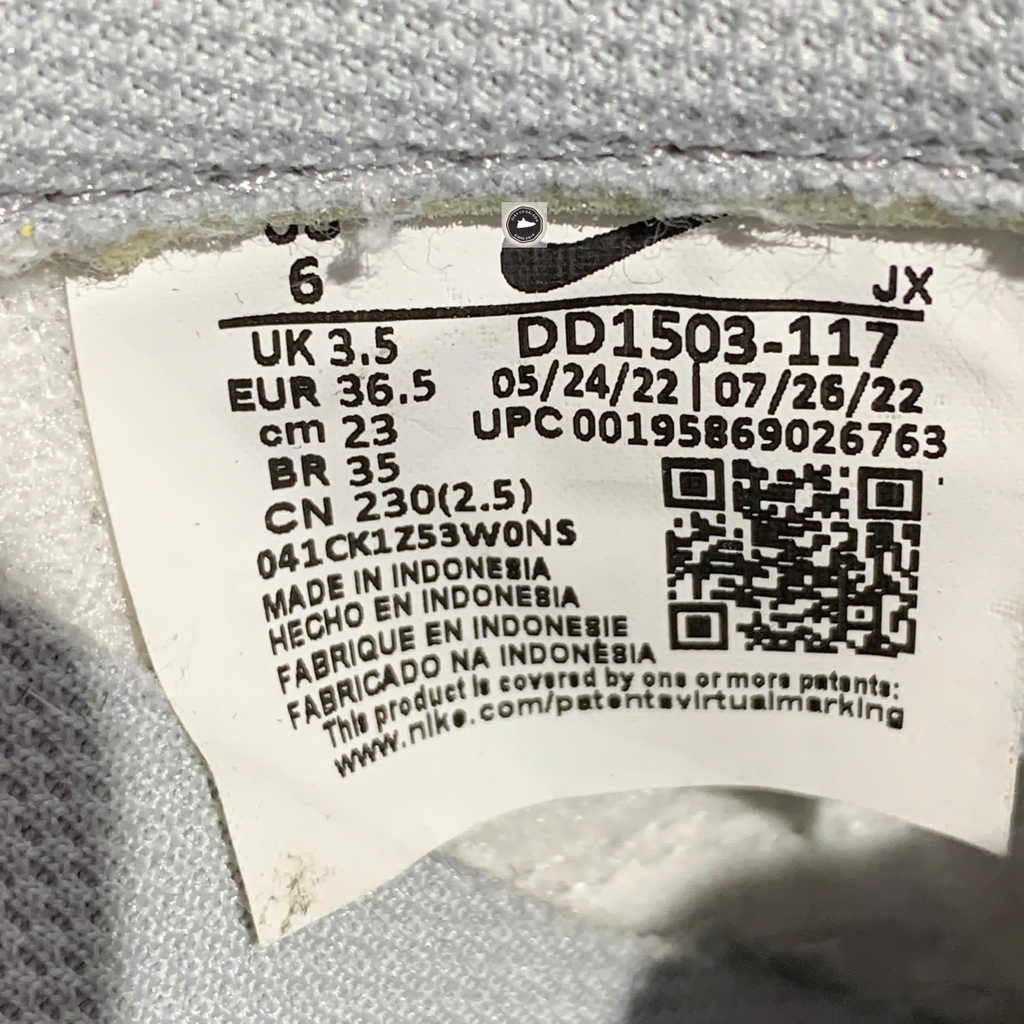 6
JX
UK 3.5
DD1503-117
EUR 36.5
05/24/22 | 07/26/22
cm 23
UPC 00195869026763
BR 35
CN 230(2.5)
041CK1Z53W0NS
MADE IN INDONESIA
HECHO EN INDONESIA
FABRIQUE EN INDONESIE
FABRICADO NA INDONÈSIA
This product is covered by one or more patents:
www.nike.com/patentsvirtualmarking